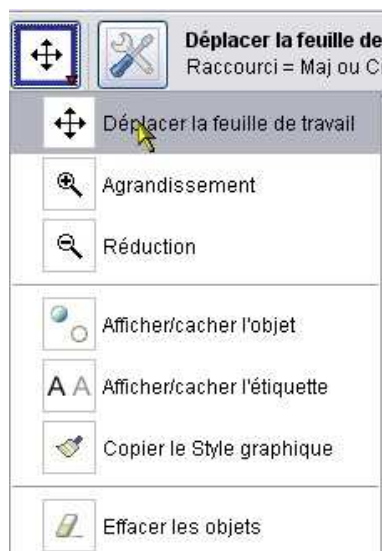 Déplacer la feuille de
Raccourci = Maj ou
Déplacer la feuille de travail
Agrandissement
Réduction
Afficher/cacher l'objet
A A Afficher/cacher l'étiquette
Copier le Style graphique
Effacer les objets